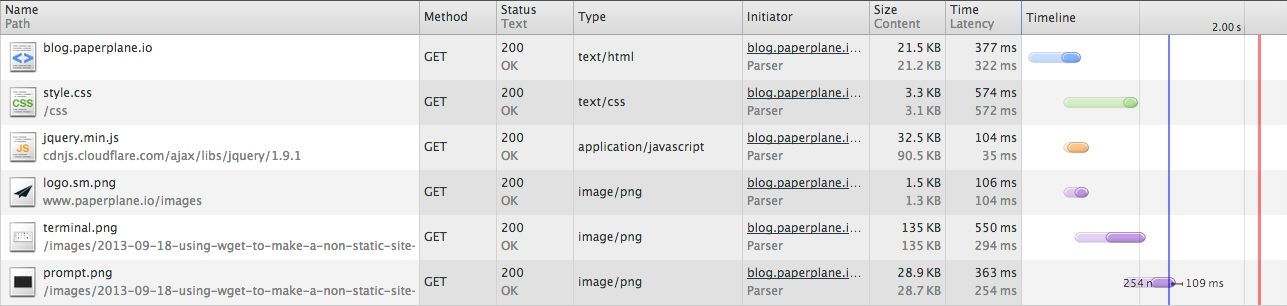 Name Method Status Type Initiator Size Time Timeline
Path Text Content Latency 2.00 s
blog.paperplane.io GET 200 text/html blog.paperplane.i... 21.5 KB 377 ms
OK Parser 21.2 KB 322 ms
style.css GET 200 text/css blog.paperplane.i... 3.3 KB 574 ms
CSS /css OK Parser 3.1 KB 572 ms
jquery.min.js GET 200 application/javascript blog.paperplane.i... 32.5 KB 104 ms
JS cdnjs.cloudflare.com/ajax/libs/jquery/1.9.1 OK Parser 90.5 KB 35 ms
logo.sm.png GET 200 image/png blog.paperplane.i... 1.5 KB 106 ms
www.paperplane.io/images OK Parser 1.3 KB 104 ms
terminal.png GET 200 image/png blog.paperplane.i... 135 KB 550 ms
/images/2013-09-18-using-wget-to-make-a-non-static-site- OK Parser 135 KB 294 ms
prompt.png GET 200 image/png blog.paperplane.i... 28.9 KB 363 ms 254 109 ms
/images/2013-09-18-using-wget-to-make-a-non-static-site- OK Parser 28.7 KB 254 ms